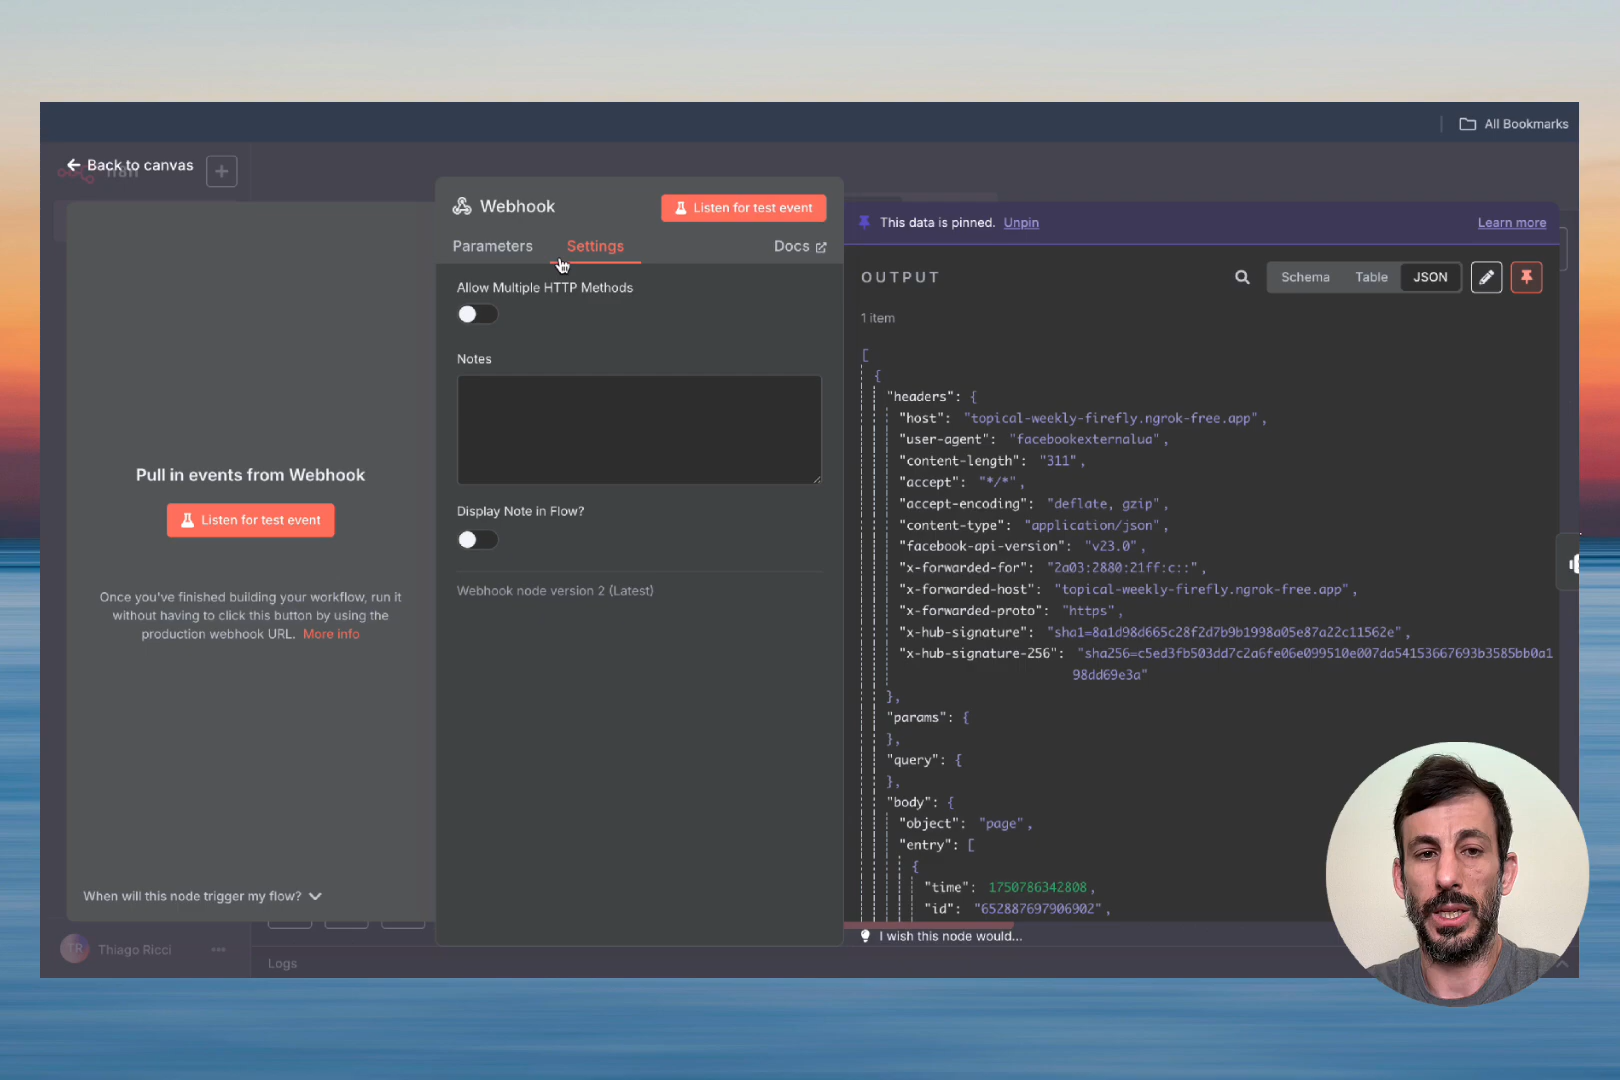 All Bookmarks
Back to canvas
n8n
Webhook
Listen for test event
Parameters
Settings
Docs
Allow Multiple HTTP Methods
Notes
Display Note in Flow?
Webhook node version 2 (Latest)
Pull in events from Webhook
Listen for test event
Once you've finished building your workflow, run it
without having to click this button by using the
production webhook URL. More info
When will this node trigger my flow?
TR
Thiago Ricci
Logs
This data is pinned. Unpin
Learn more
OUTPUT
Schema
Table
JSON
1 item
[
{
"headers": {
"host": "topical-weekly-firefly.ngrok-free.app",
"user-agent": "facebookexternalua",
"content-length": "311",
"accept": "*/*",
"accept-encoding": "deflate, gzip",
"content-type": "application/json",
"facebook-api-version": "v23.0",
"x-forwarded-for": "2a03:2880:21ff:c::",
"x-forwarded-host": "topical-weekly-firefly.ngrok-free.app",
"x-forwarded-proto": "https",
"x-hub-signature": "sha1=8a1d98d665c28f2d7b9b1998a05e87a22c11562e",
"x-hub-signature-256": "sha256=c5ed3fb503dd7c2a6fe06e099510e007da54153667693b3585bb0a1
98dd69e3a"
},
"params": {
},
"query": {
},
"body": {
"object": "page",
"entry": [
{
"time": 1750786342808,
"id": "652887697906902",
I wish this node would...